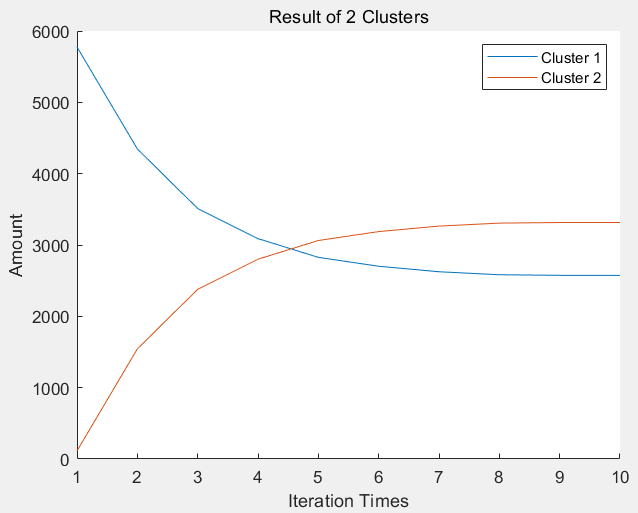 Result of 2 Clusters
Cluster 1
Cluster 2
Amount
6000
5000
4000
3000
2000
1000
0
1 2 3 4 5 6 7 8 9 10
Iteration Times